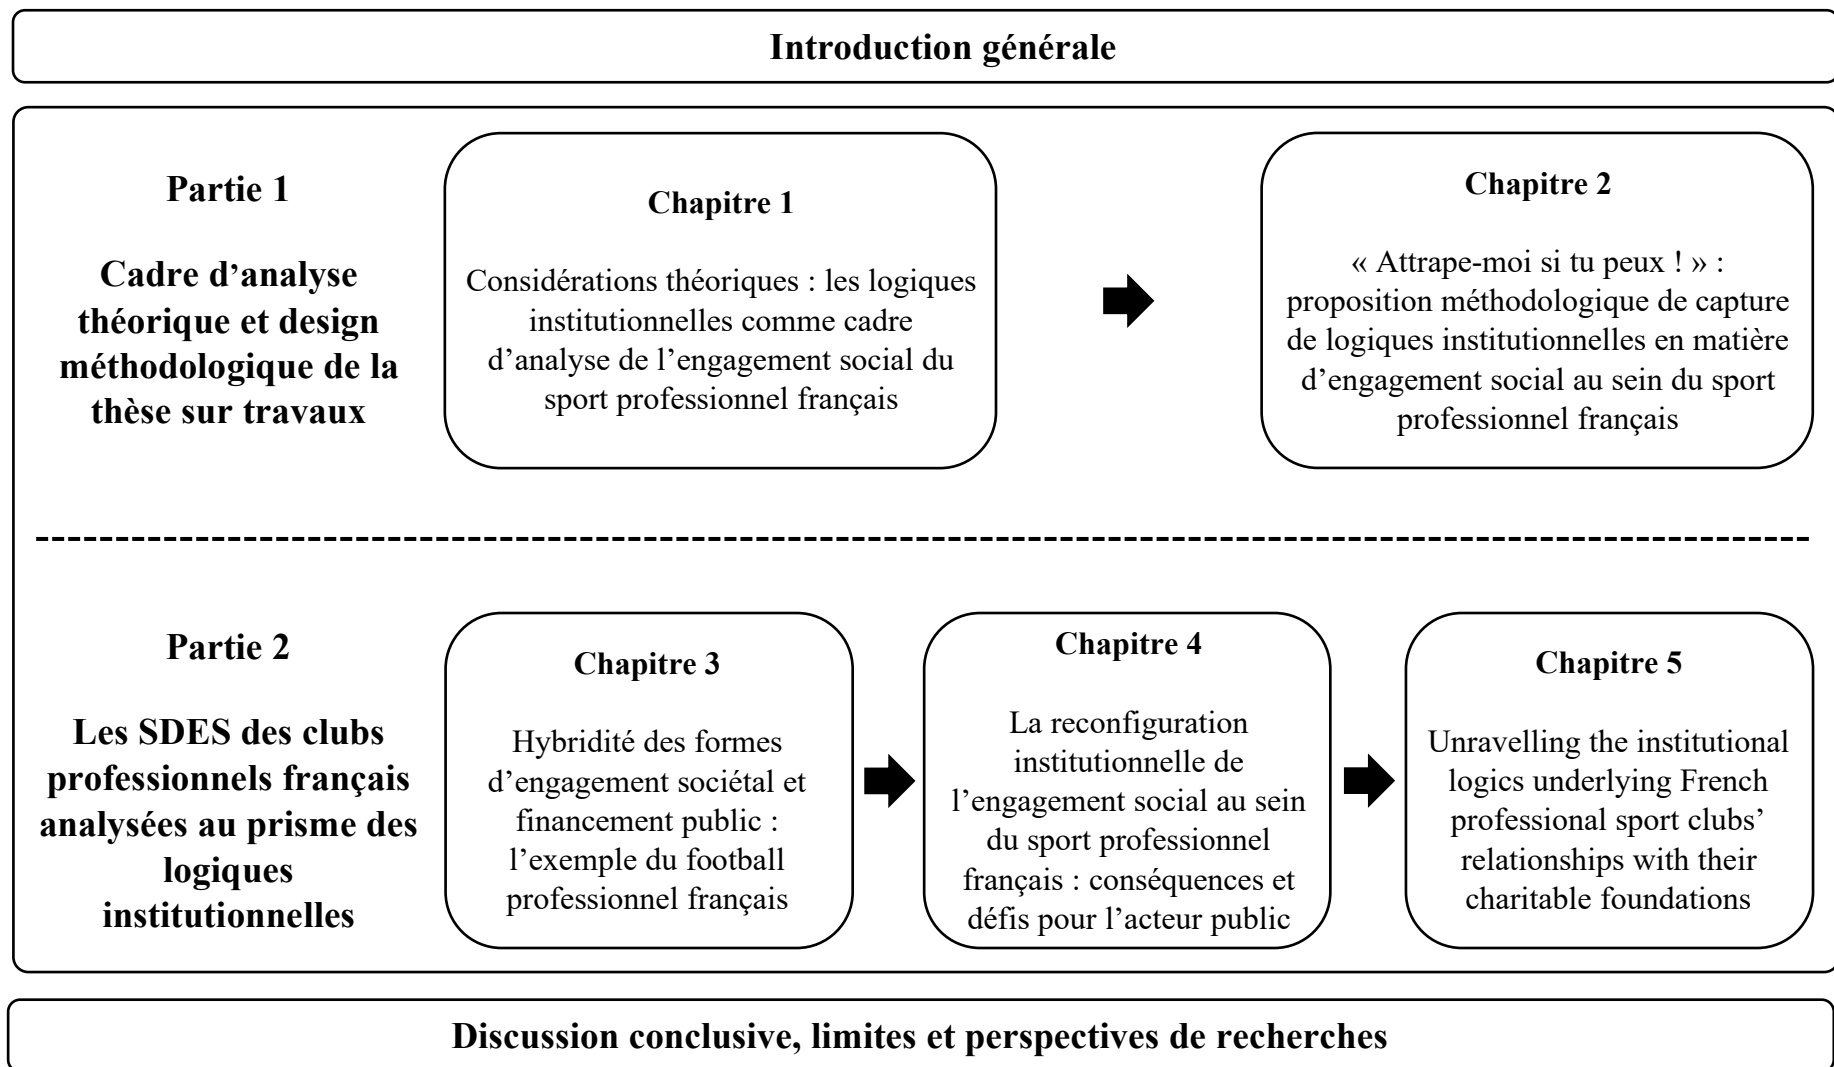 Introduction générale
Partie 1
Cadre d’analyse
théorique et design
méthodologique de la
thèse sur travaux
Chapitre 1
Considérations théoriques : les logiques
institutionnelles comme cadre
d’analyse de l’engagement social du
sport professionnel français
Chapitre 2
« Attrape-moi si tu peux ! » :
proposition méthodologique de capture
de logiques institutionnelles en matière
d’engagement social au sein du sport
professionnel français
Partie 2
Les SDES des clubs
professionnels français
analysées au prisme des
logiques
institutionnelles
Chapitre 3
Hybridité des formes
d’engagement sociétal et
financement public :
l’exemple du football
professionnel français
Chapitre 4
La reconfiguration
institutionnelle de
l’engagement social au sein
du sport professionnel
français : conséquences et
défis pour l’acteur public
Chapitre 5
Unravelling the institutional
logics underlying French
professional sport clubs’
relationships with their
charitable foundations
Discussion conclusive, limites et perspectives de recherches